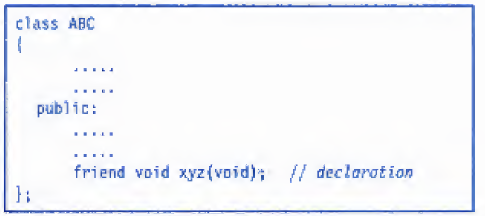 class ABC
{
.....
.....
public:
.....
.....
friend void xyz(void); // declaration
};